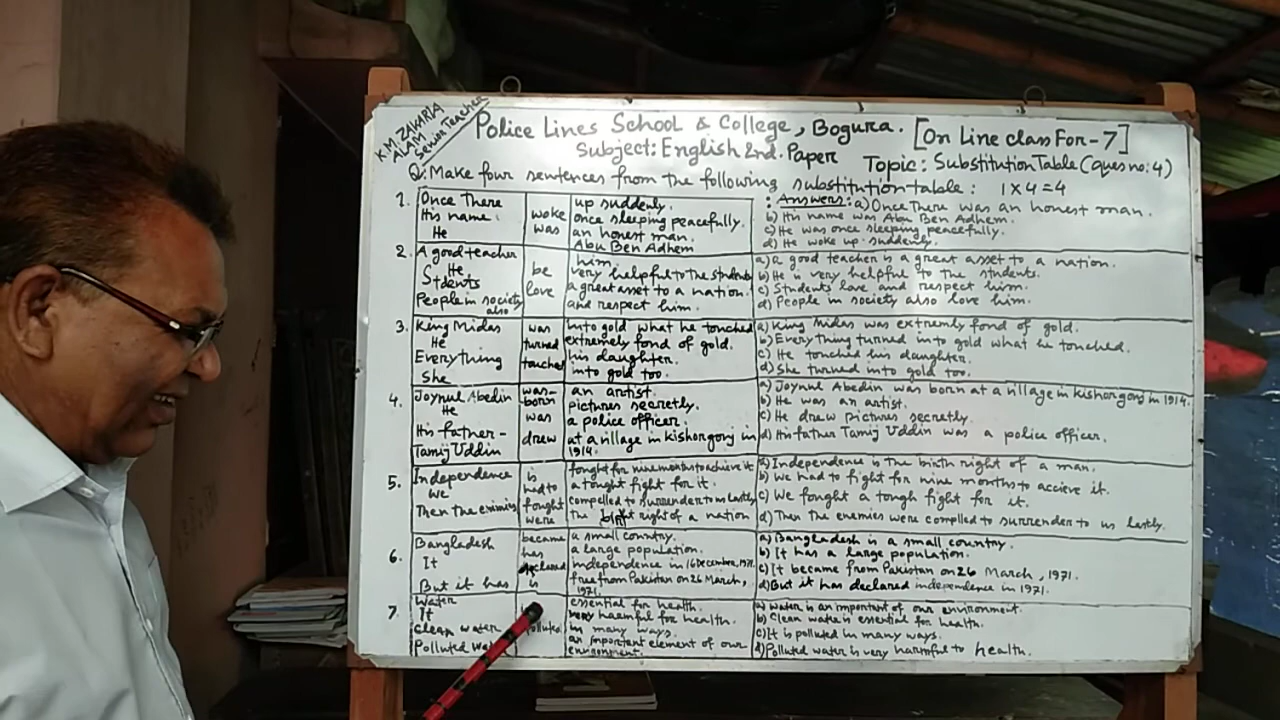 K.M. ZAKARIA
ALAM
Senior Teacher
Police Lines School & College, Bogura. [On Line class For-7]
Subject: English 2nd. Paper
Topic: Substitution Table (ques no: 4)
Q: Make four sentences from the following substitution table: 1x4=4
1.
Once There
His name
He
woke
was
up suddenly.
once sleeping peacefully.
an honest man.
Abu Ben Adhem
: Answers: a) Once There was an honest man.
b) His name was Abu Ben Adhem.
c) He was once sleeping peacefully.
d) He woke up suddenly.
2.
A good teacher
He
Stdents
People in society
also
be
love
him.
very helpful to the students
a great asset to a nation.
and respect him.
a) a good teacher is a great asset to a nation.
b) He is very helpful to the students.
c) Students love and respect him.
d) People in society also love him.
3.
King Midas
He
Everything
She
was
turned
touched
into gold what he touched
extremely fond of gold.
his daughter.
into gold too.
a) King Midas was extremly fond of gold.
b) Everything turned into gold what he touched.
c) He touched his daughter.
d) She turned into gold too.
4.
Joynul Abedin
He
His father-
Tamij Uddin
was-
born
was
drew
an artist.
pictures secretly.
a police officer.
at a village in kishorgonj in
1914.
a) Joynul Abedin was born at a village in kishorgonj in 1914.
b) He was an artist.
c) He drew pictures secretly.
d) His father Tamij Uddin was a police officer.
5.
Independence
we
Then the enimies
is
had to
fought
were
fought for nine months to achieve it
a tought fight for it.
compelled to surrender to us lastly
the birth right of a nation
a) Independence is the birth right of a man.
b) we had to fight for nine months to accieve it.
c) We fought a tough fight for it.
d) Then the enemies were complled to surrender to us lastly.
6.
Bangladesh
It
But it has
became
has
declared
is
a small country.
a large population.
independence in 16 December, 1971.
free from Pakistan on 26 March,
1971.
a) Bangladesh is a small country.
b) It has a large population.
c) It became from Pakistan on 26 March, 1971.
d) But it has declared independence in 1971.
7.
Water
It
Clean water
Polluted
polluted
essential for health.
very harmful for health.
in many ways.
an important element of our
environment.
a) water is an important of our environment.
b) Clean water is essential for health.
c) It is polluted in many ways.
d) Polluted water is very harmful to health.